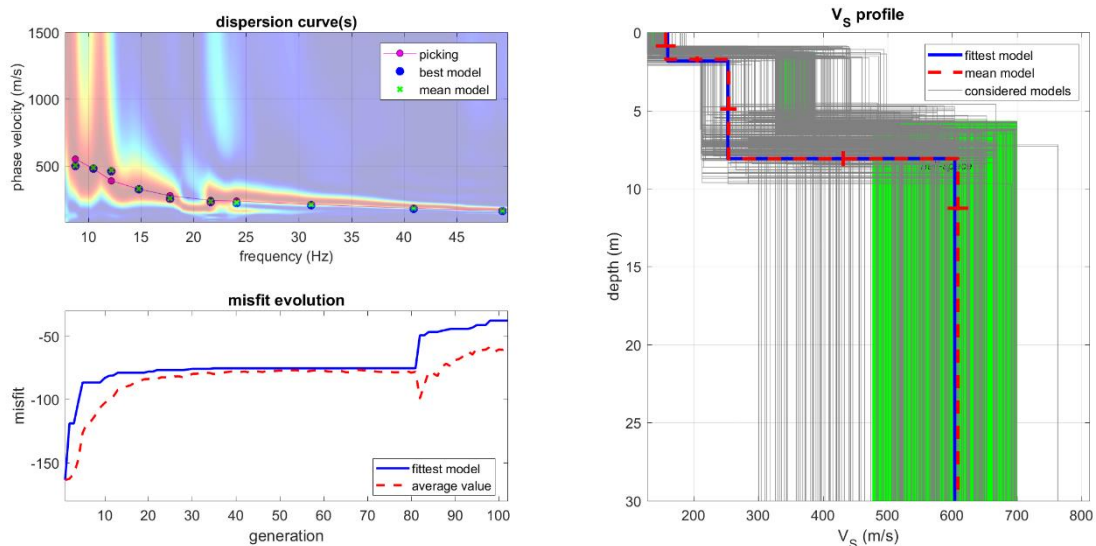 dispersion curve(s)
1500
1000
500
phase velocity (m/s)
picking
best model
mean model
10 15 20 25 30 35 40 45
frequency (Hz)
misfit evolution
-50
-100
-150
misfit
fittest model
average value
10 20 30 40 50 60 70 80 90 100
generation
V_S profile
0
5
10
15
20
25
30
depth (m)
fittest model
mean model
considered models
200 300 400 500 600 700 800
V_S (m/s)